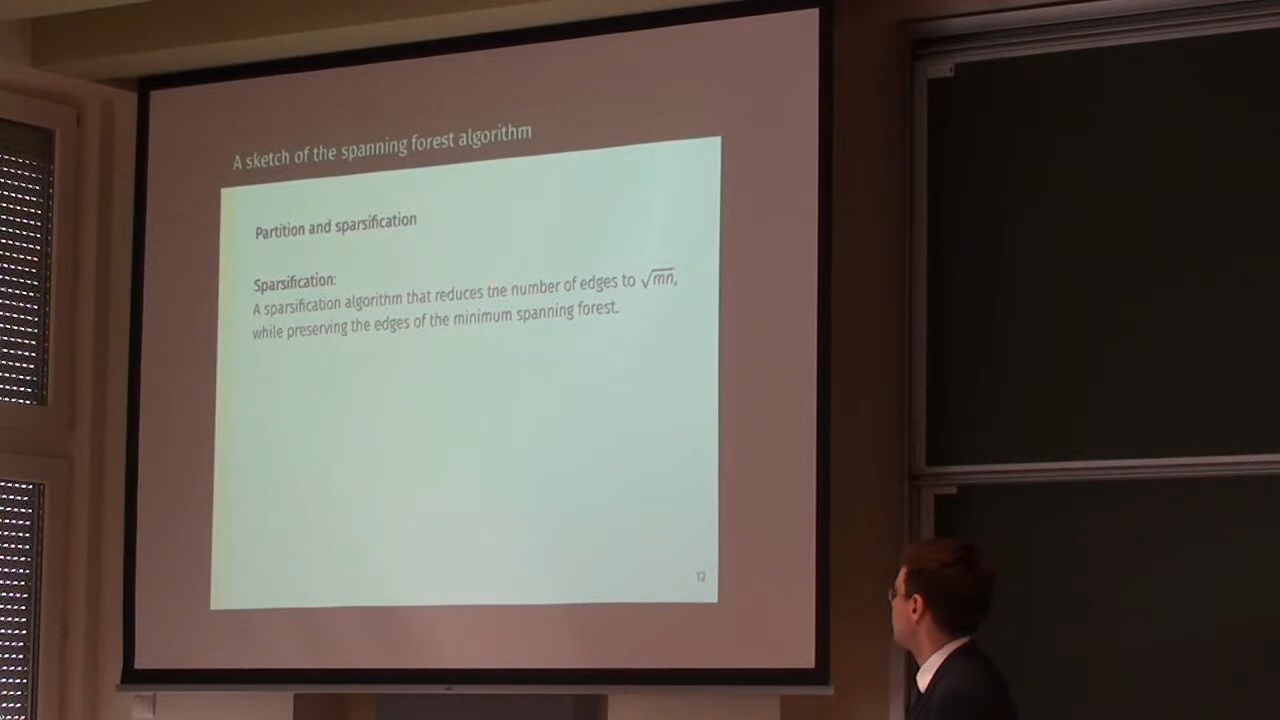 A sketch of the spanning forest algorithm
Partition and sparsification
Sparsification:
A sparsification algorithm that reduces the number of edges to √mn,
while preserving the edges of the minimum spanning forest.
12